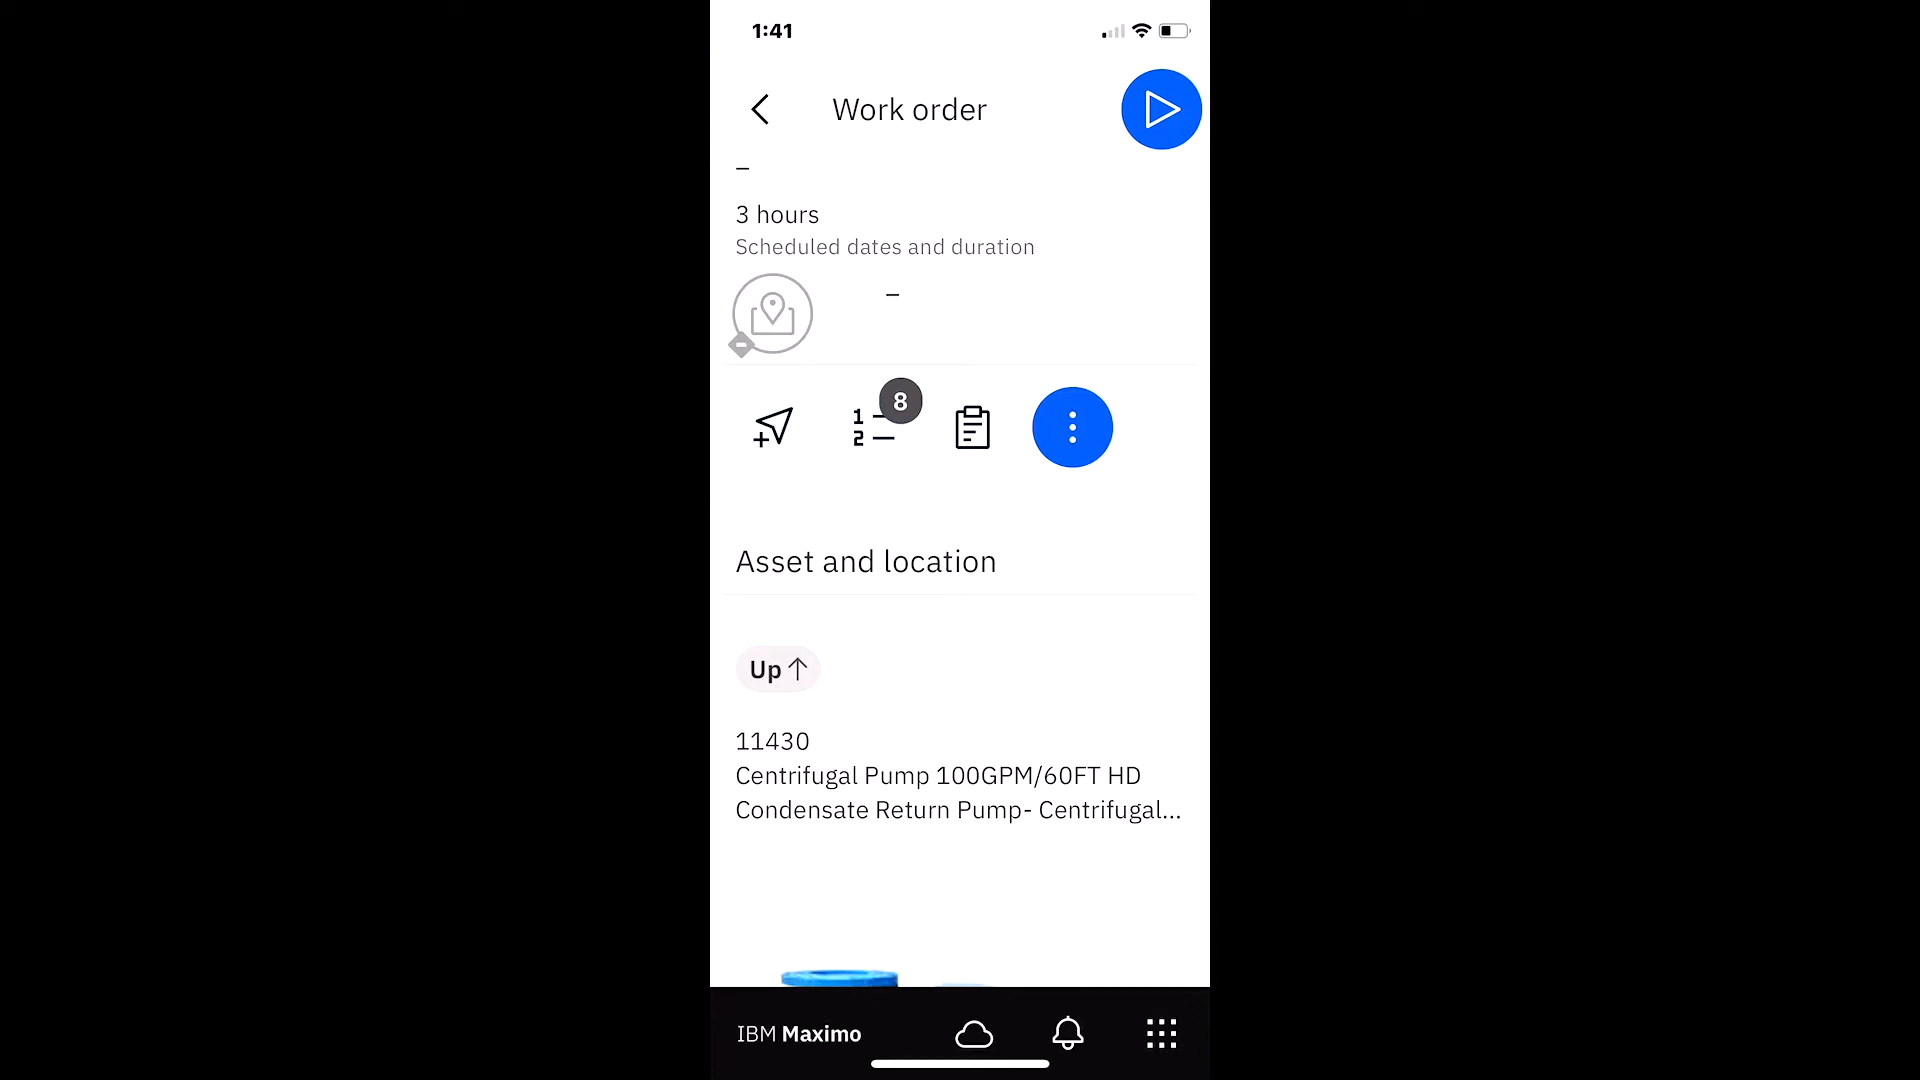 1:41
Work order
–
3 hours
Scheduled dates and duration
–
8
1
2
Asset and location
Up ↑
11430
Centrifugal Pump 100GPM/60FT HD
Condensate Return Pump- Centrifugal...
IBM Maximo